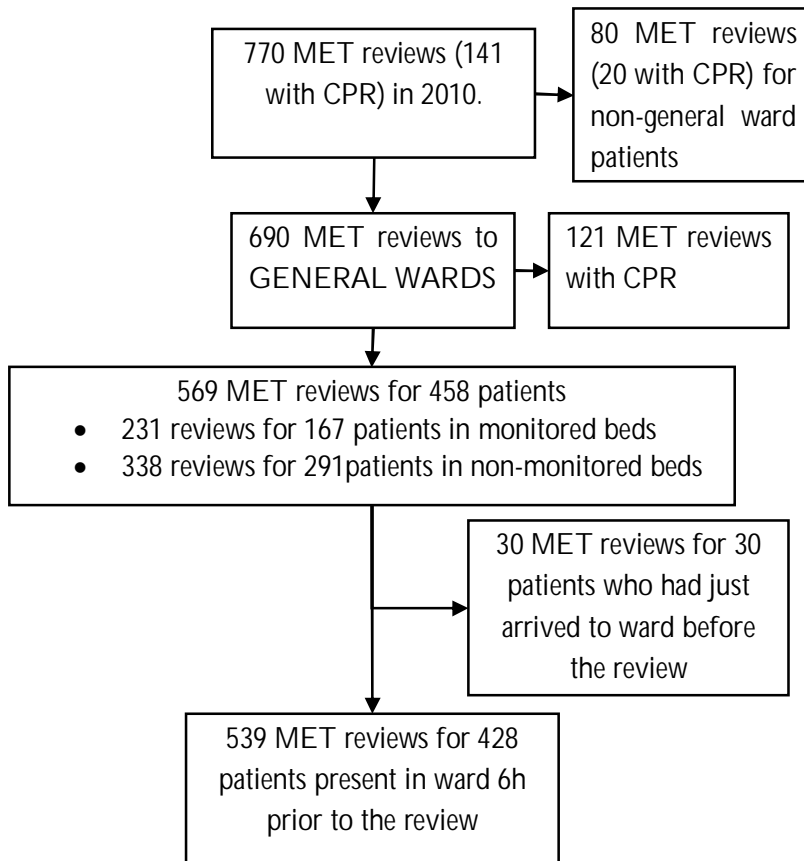 770 MET reviews (141
with CPR) in 2010.
80 MET reviews
(20 with CPR) for
non-general ward
patients
690 MET reviews to
GENERAL WARDS
121 MET reviews
with CPR
569 MET reviews for 458 patients
• 231 reviews for 167 patients in monitored beds
• 338 reviews for 291patients in non-monitored beds
30 MET reviews for 30
patients who had just
arrived to ward before
the review
539 MET reviews for 428
patients present in ward 6h
prior to the review